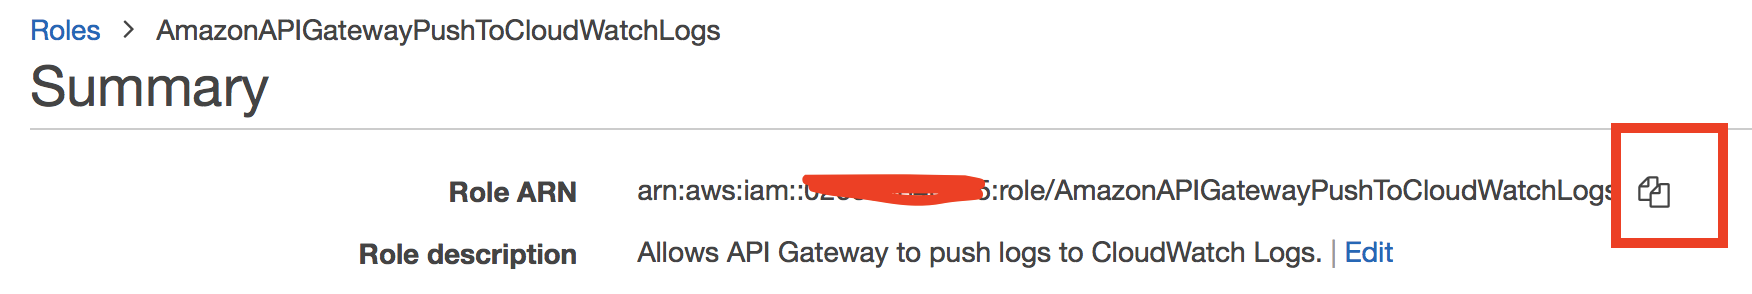 Roles > AmazonAPIGatewayPushToCloudWatchLogs
Summary
Role ARN arn:aws:iam:: 5:role/AmazonAPIGatewayPushToCloudWatchLogs
Role description Allows API Gateway to push logs to CloudWatch Logs. | Edit